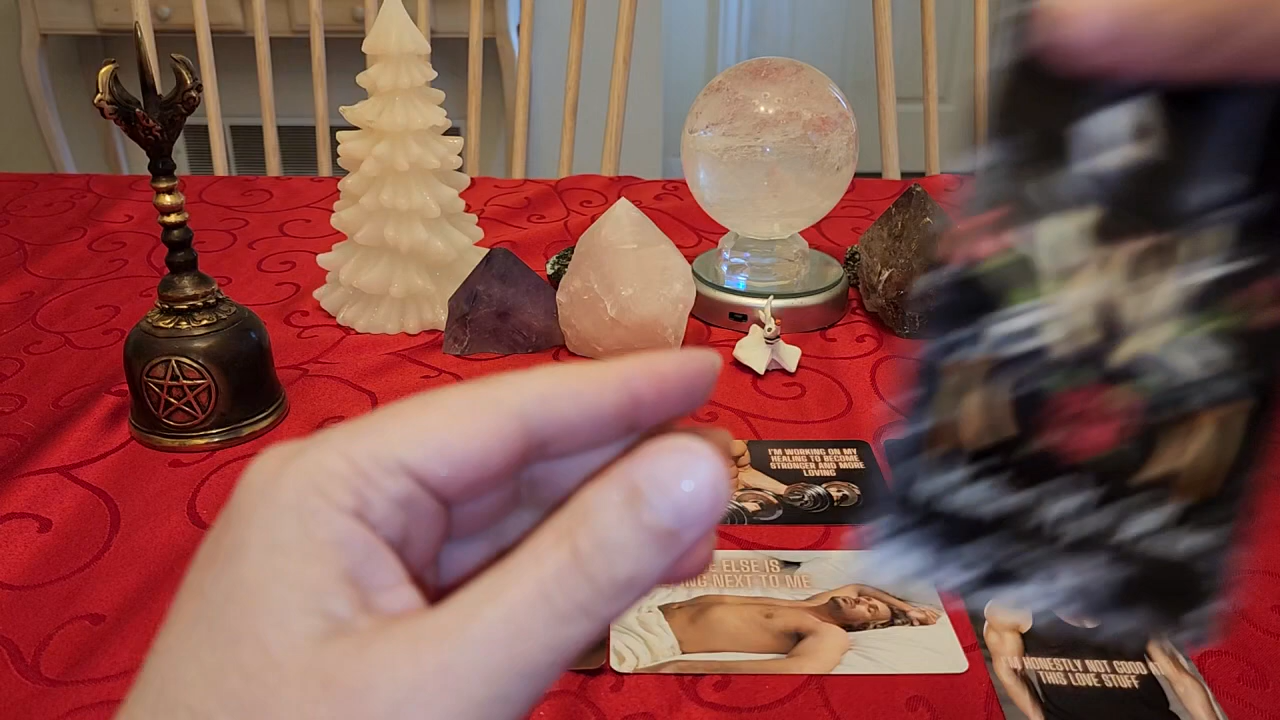 I'M WORKING ON MY
HEALING TO BECOME
STRONGER AND MORE
LOVING
ELSE IS
NEXT TO ME
I'M HONESTLY NOT GOOD AT
THIS LOVE STUFF